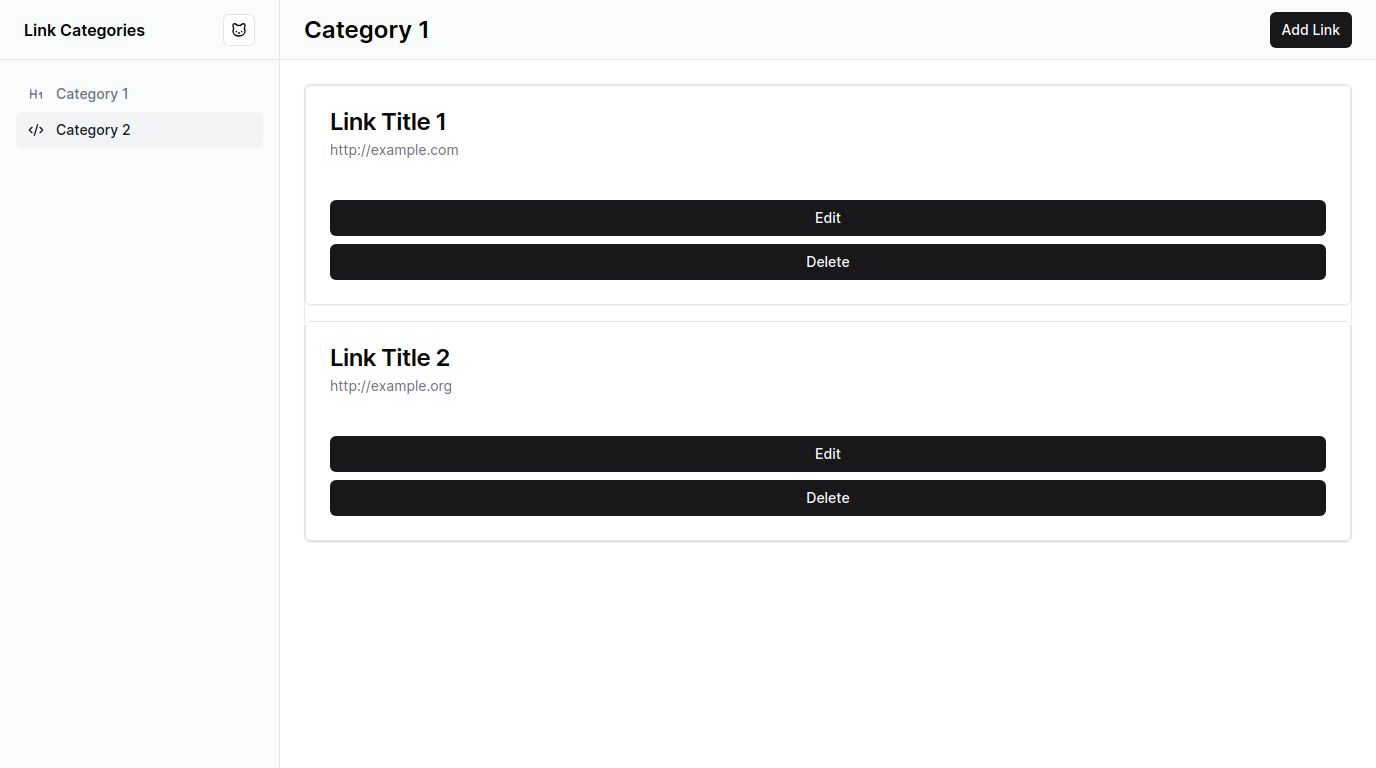 Link Categories
H1 Category 1
</> Category 2
Category 1
Add Link
Link Title 1
http://example.com
Edit
Delete
Link Title 2
http://example.org
Edit
Delete